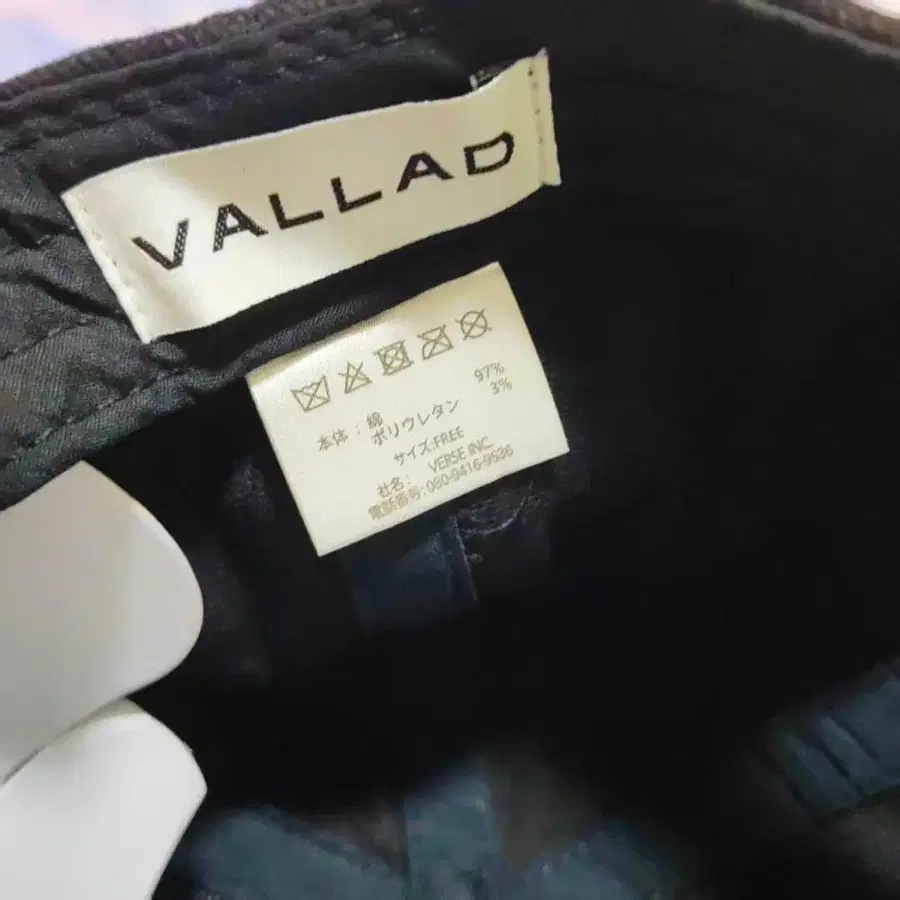 VALLAD
本体：綿 97%
ポリウレタン 3%
サイズ:FREE
社名： VERSE INC.
電話番号: 080-9416-9636